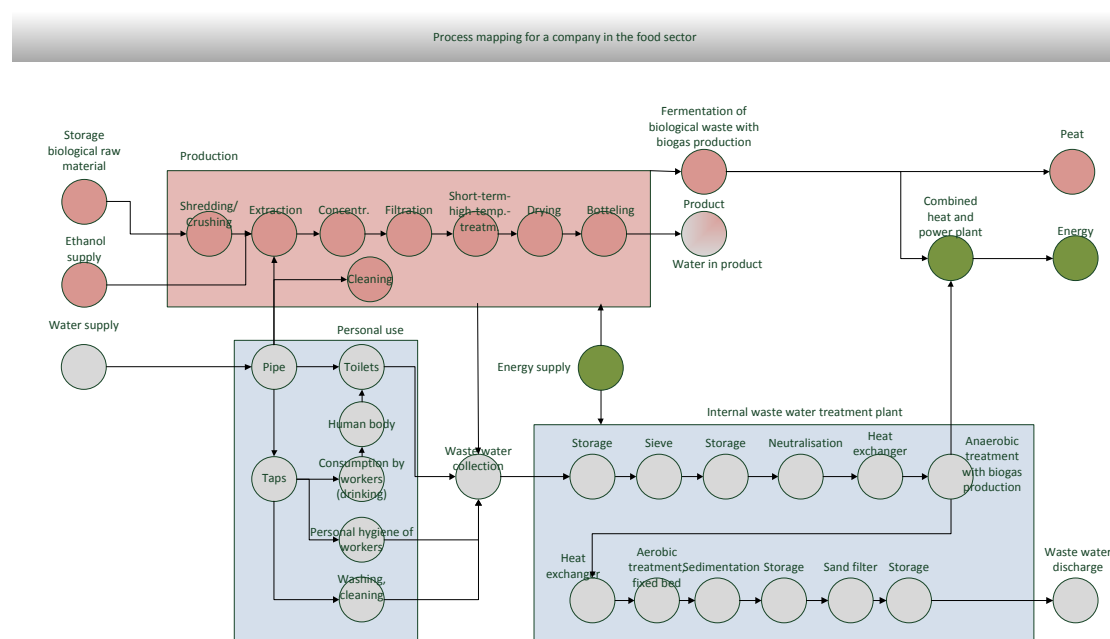 Process mapping for a company in the food sector
Fermentation of
biological waste with
biogas production
Peat
Storage
biological raw
material
Production
Shredding/
Crushing
Extraction
Concentr.
Filtration
Short-term-
high-temp.-
treatm.
Drying
Botteling
Product
Water in product
Combined
heat and
power plant
Energy
Ethanol
supply
Cleaning
Water supply
Personal use
Pipe
Toilets
Energy supply
Human body
Internal waste water treatment plant
Taps
Consumption by
workers
(drinking)
Waste water
collection
Storage
Sieve
Storage
Neutralisation
Heat
exchanger
Anaerobic
treatment
with biogas
production
Personal hygiene of
workers
Washing,
cleaning
Heat
exchanger
Aerobic
treatment,
fixed bed
Sedimentation
Storage
Sand filter
Storage
Waste water
discharge